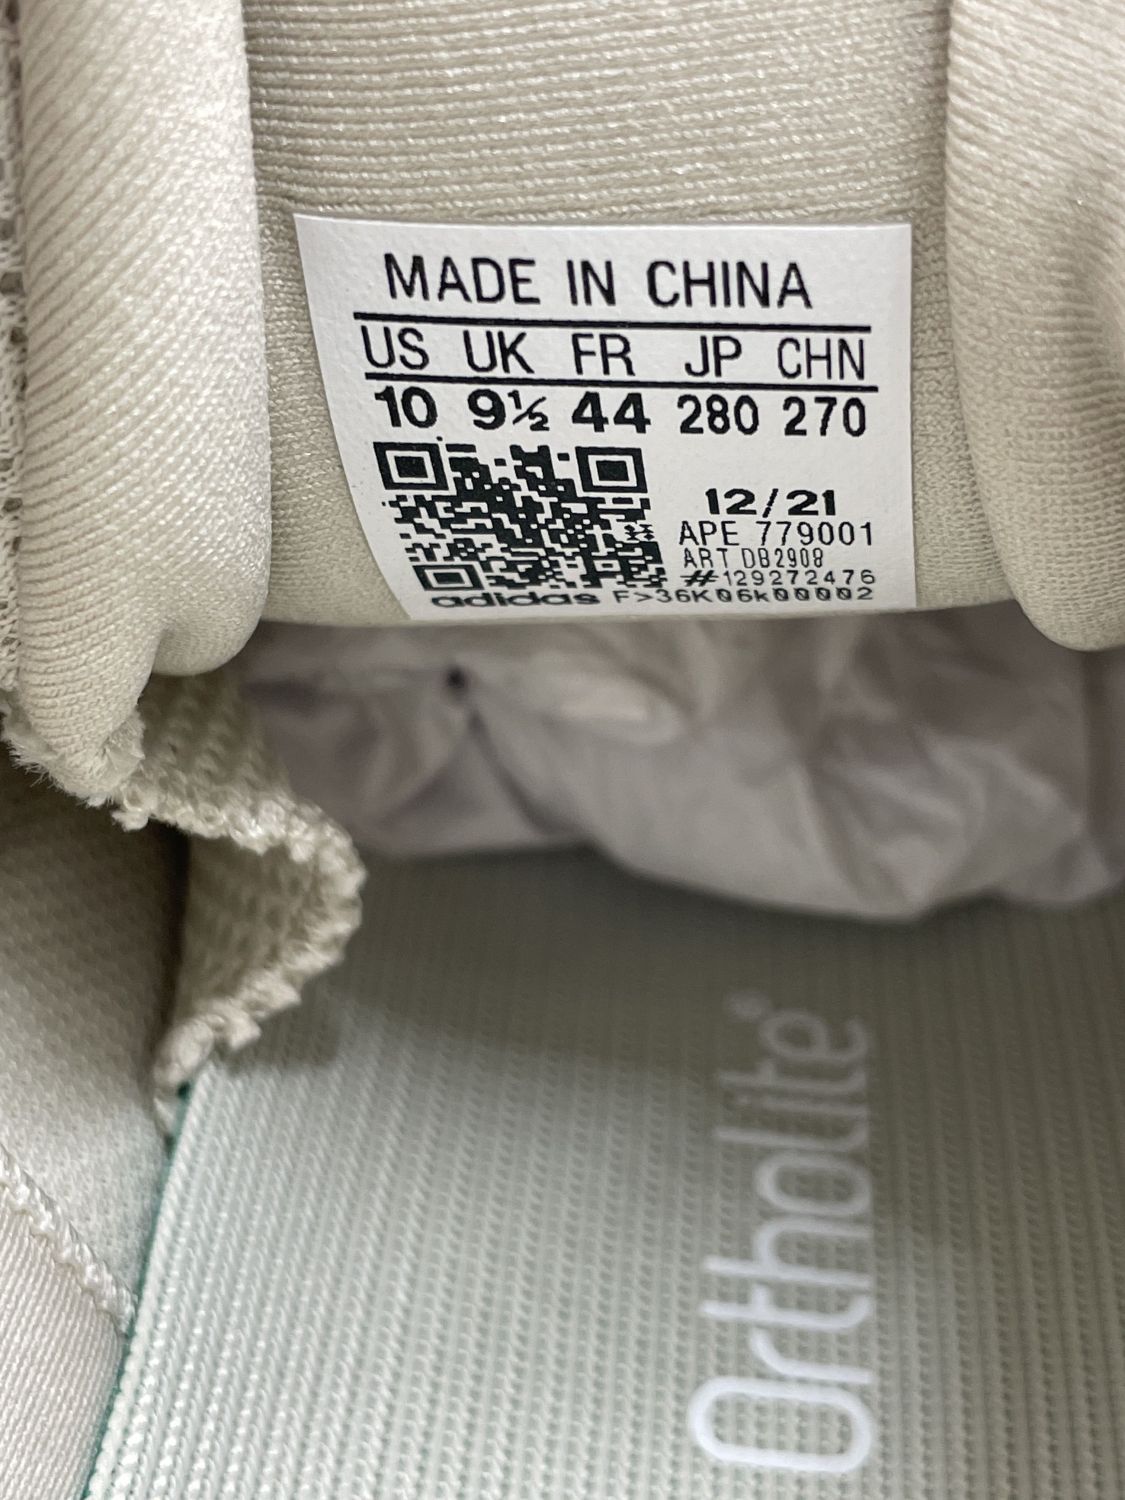 MADE IN CHINA
US UK FR JP CHN
10 9½ 44 280 270
12/21
APE 779001
ART DB2908
#129272476
adidas F>36K06k00002
Ortholite®